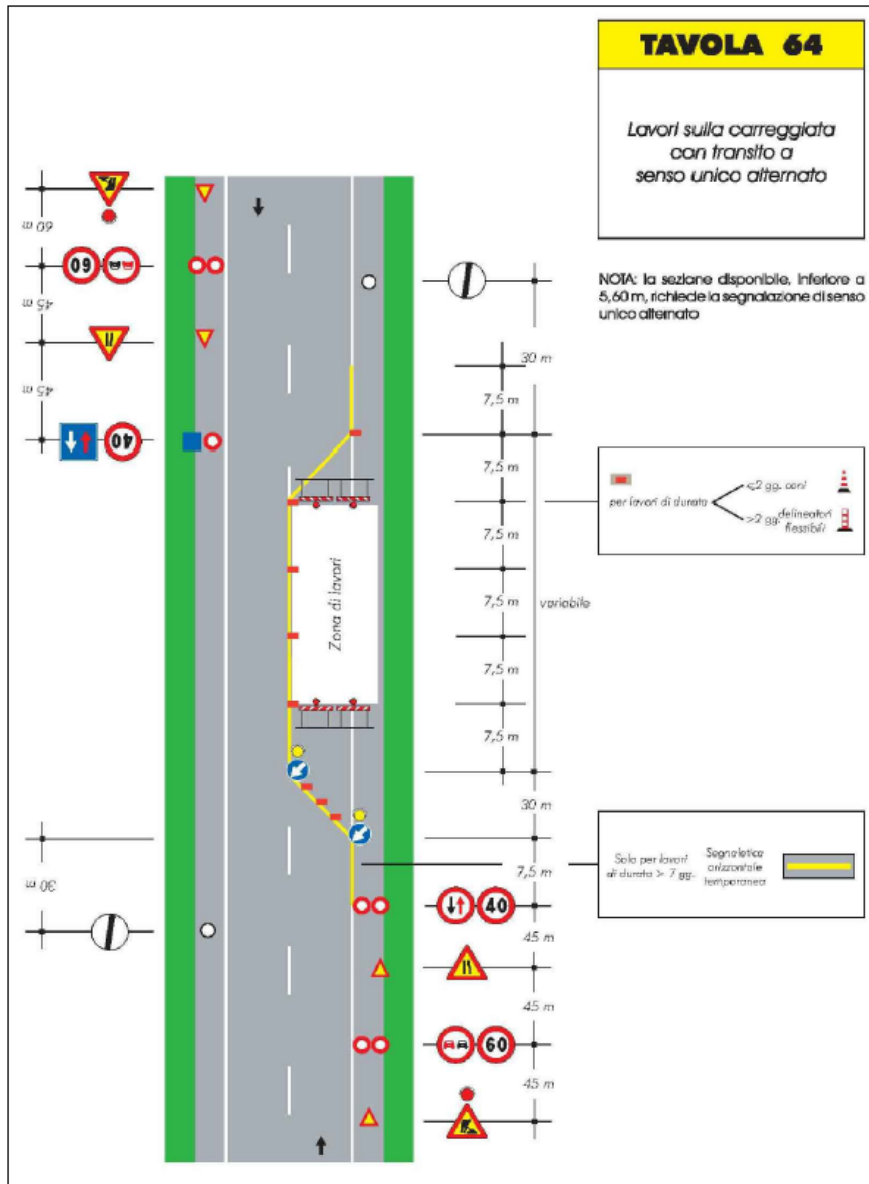 TAVOLA 64
Lavori sulla carreggiata
con transito a
senso unico alternato
NOTA: la sezione disponibile, inferiore a
5,60 m, richiede la segnalazione di senso
unico alternato
60 m
60
45 m
45 m
40
30 m
7,5 m
7,5 m
7,5 m
7,5 m
7,5 m
7,5 m
variabile
Zona di lavori
per lavori di durata
≤2 gg. coni
>2 gg. delineatori
flessibili
30 m
7,5 m
Solo per lavori
di durata > 7 gg.
Segnaletica
orizzontale
temporanea
30 m
40
45 m
45 m
60
45 m